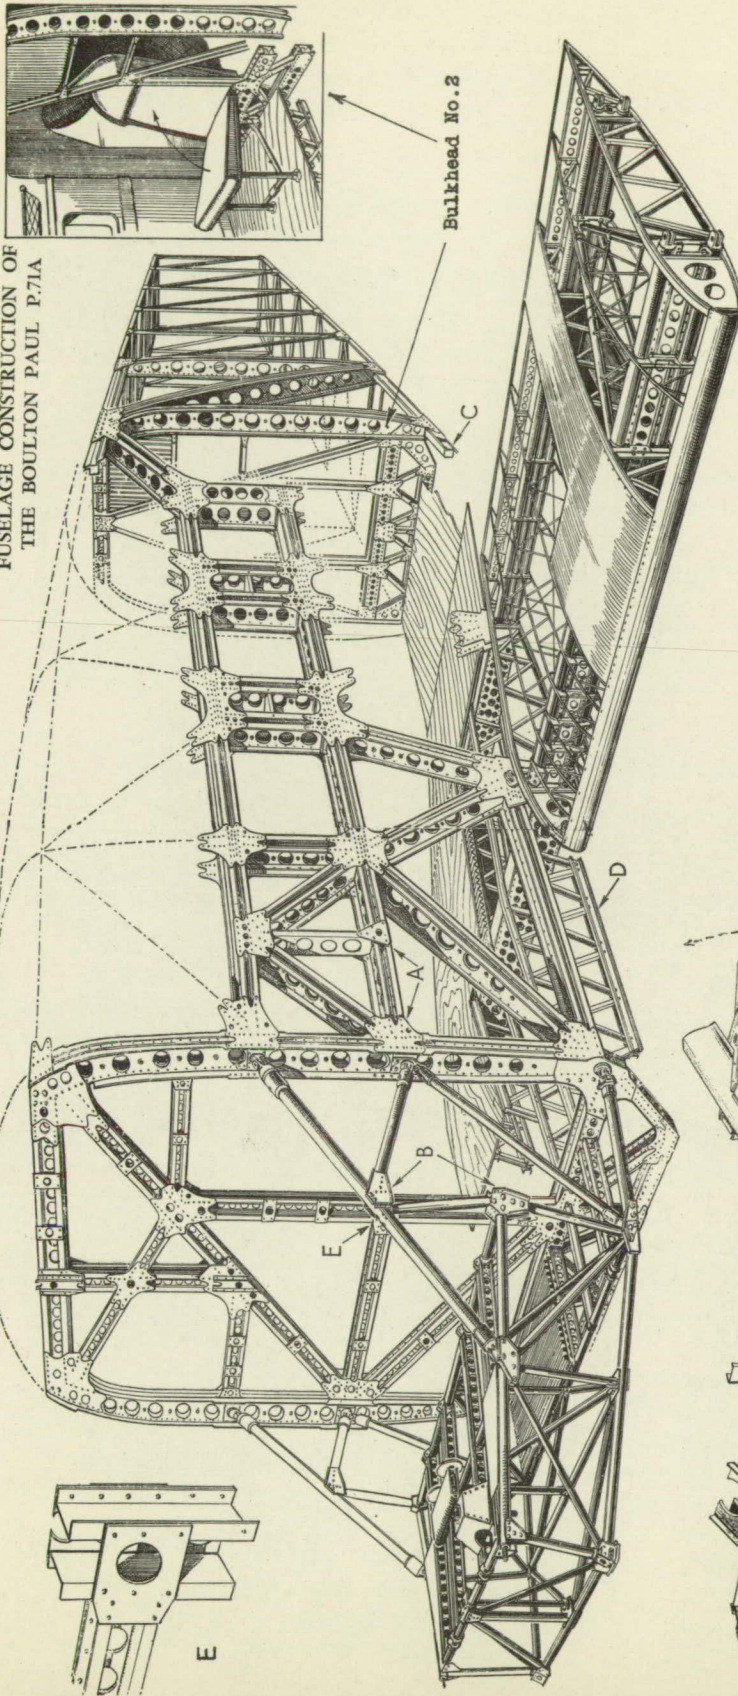 FUSELAGE CONSTRUCTION OF
THE BOULTON PAUL P.71A
Bulkhead No.2
C
D
A
B
E
E